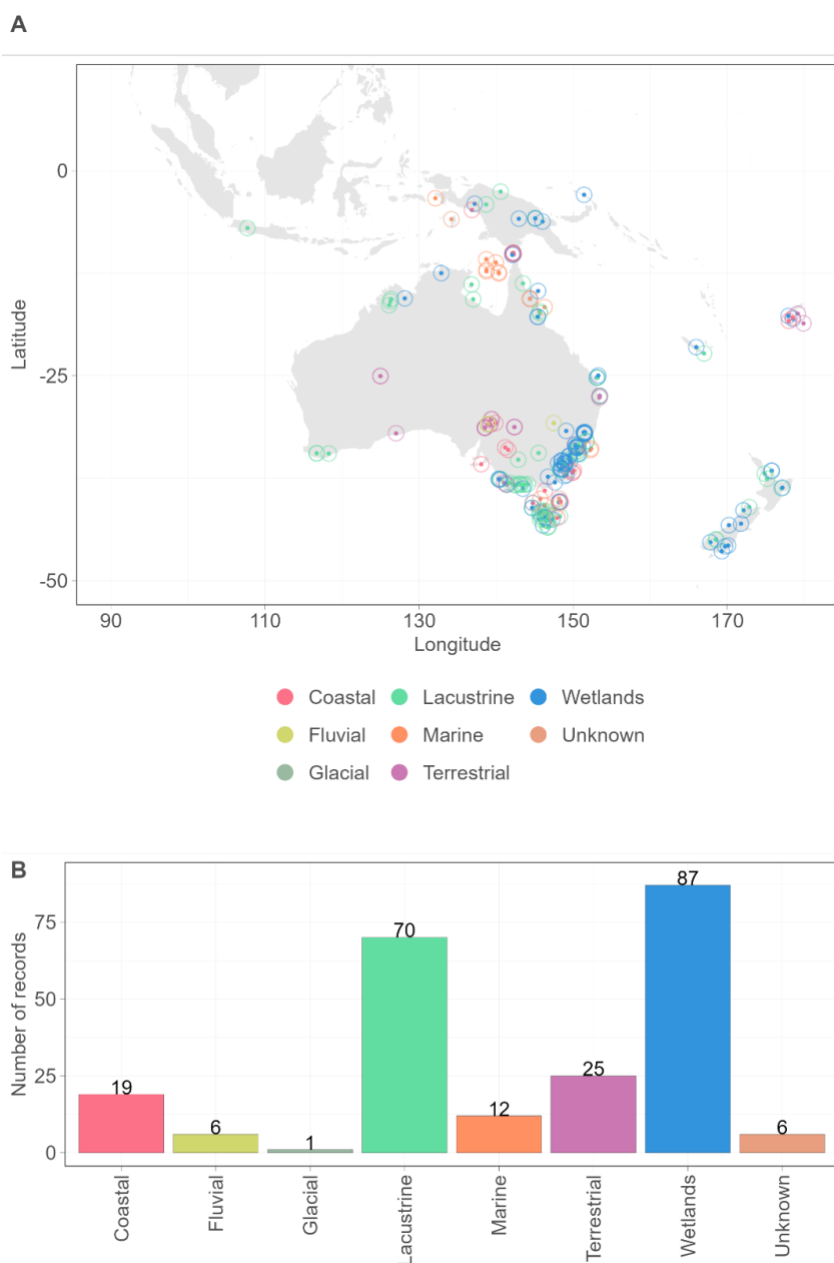 A
0
-25
-50
Latitude
90 110 130 150 170
Longitude
Coastal Lacustrine Wetlands
Fluvial Marine Unknown
Glacial Terrestrial
B
87
75
70
50
Number of records
25
25
19
12
6
1
6
0
Coastal Fluvial Glacial Lacustrine Marine Terrestrial Wetlands Unknown